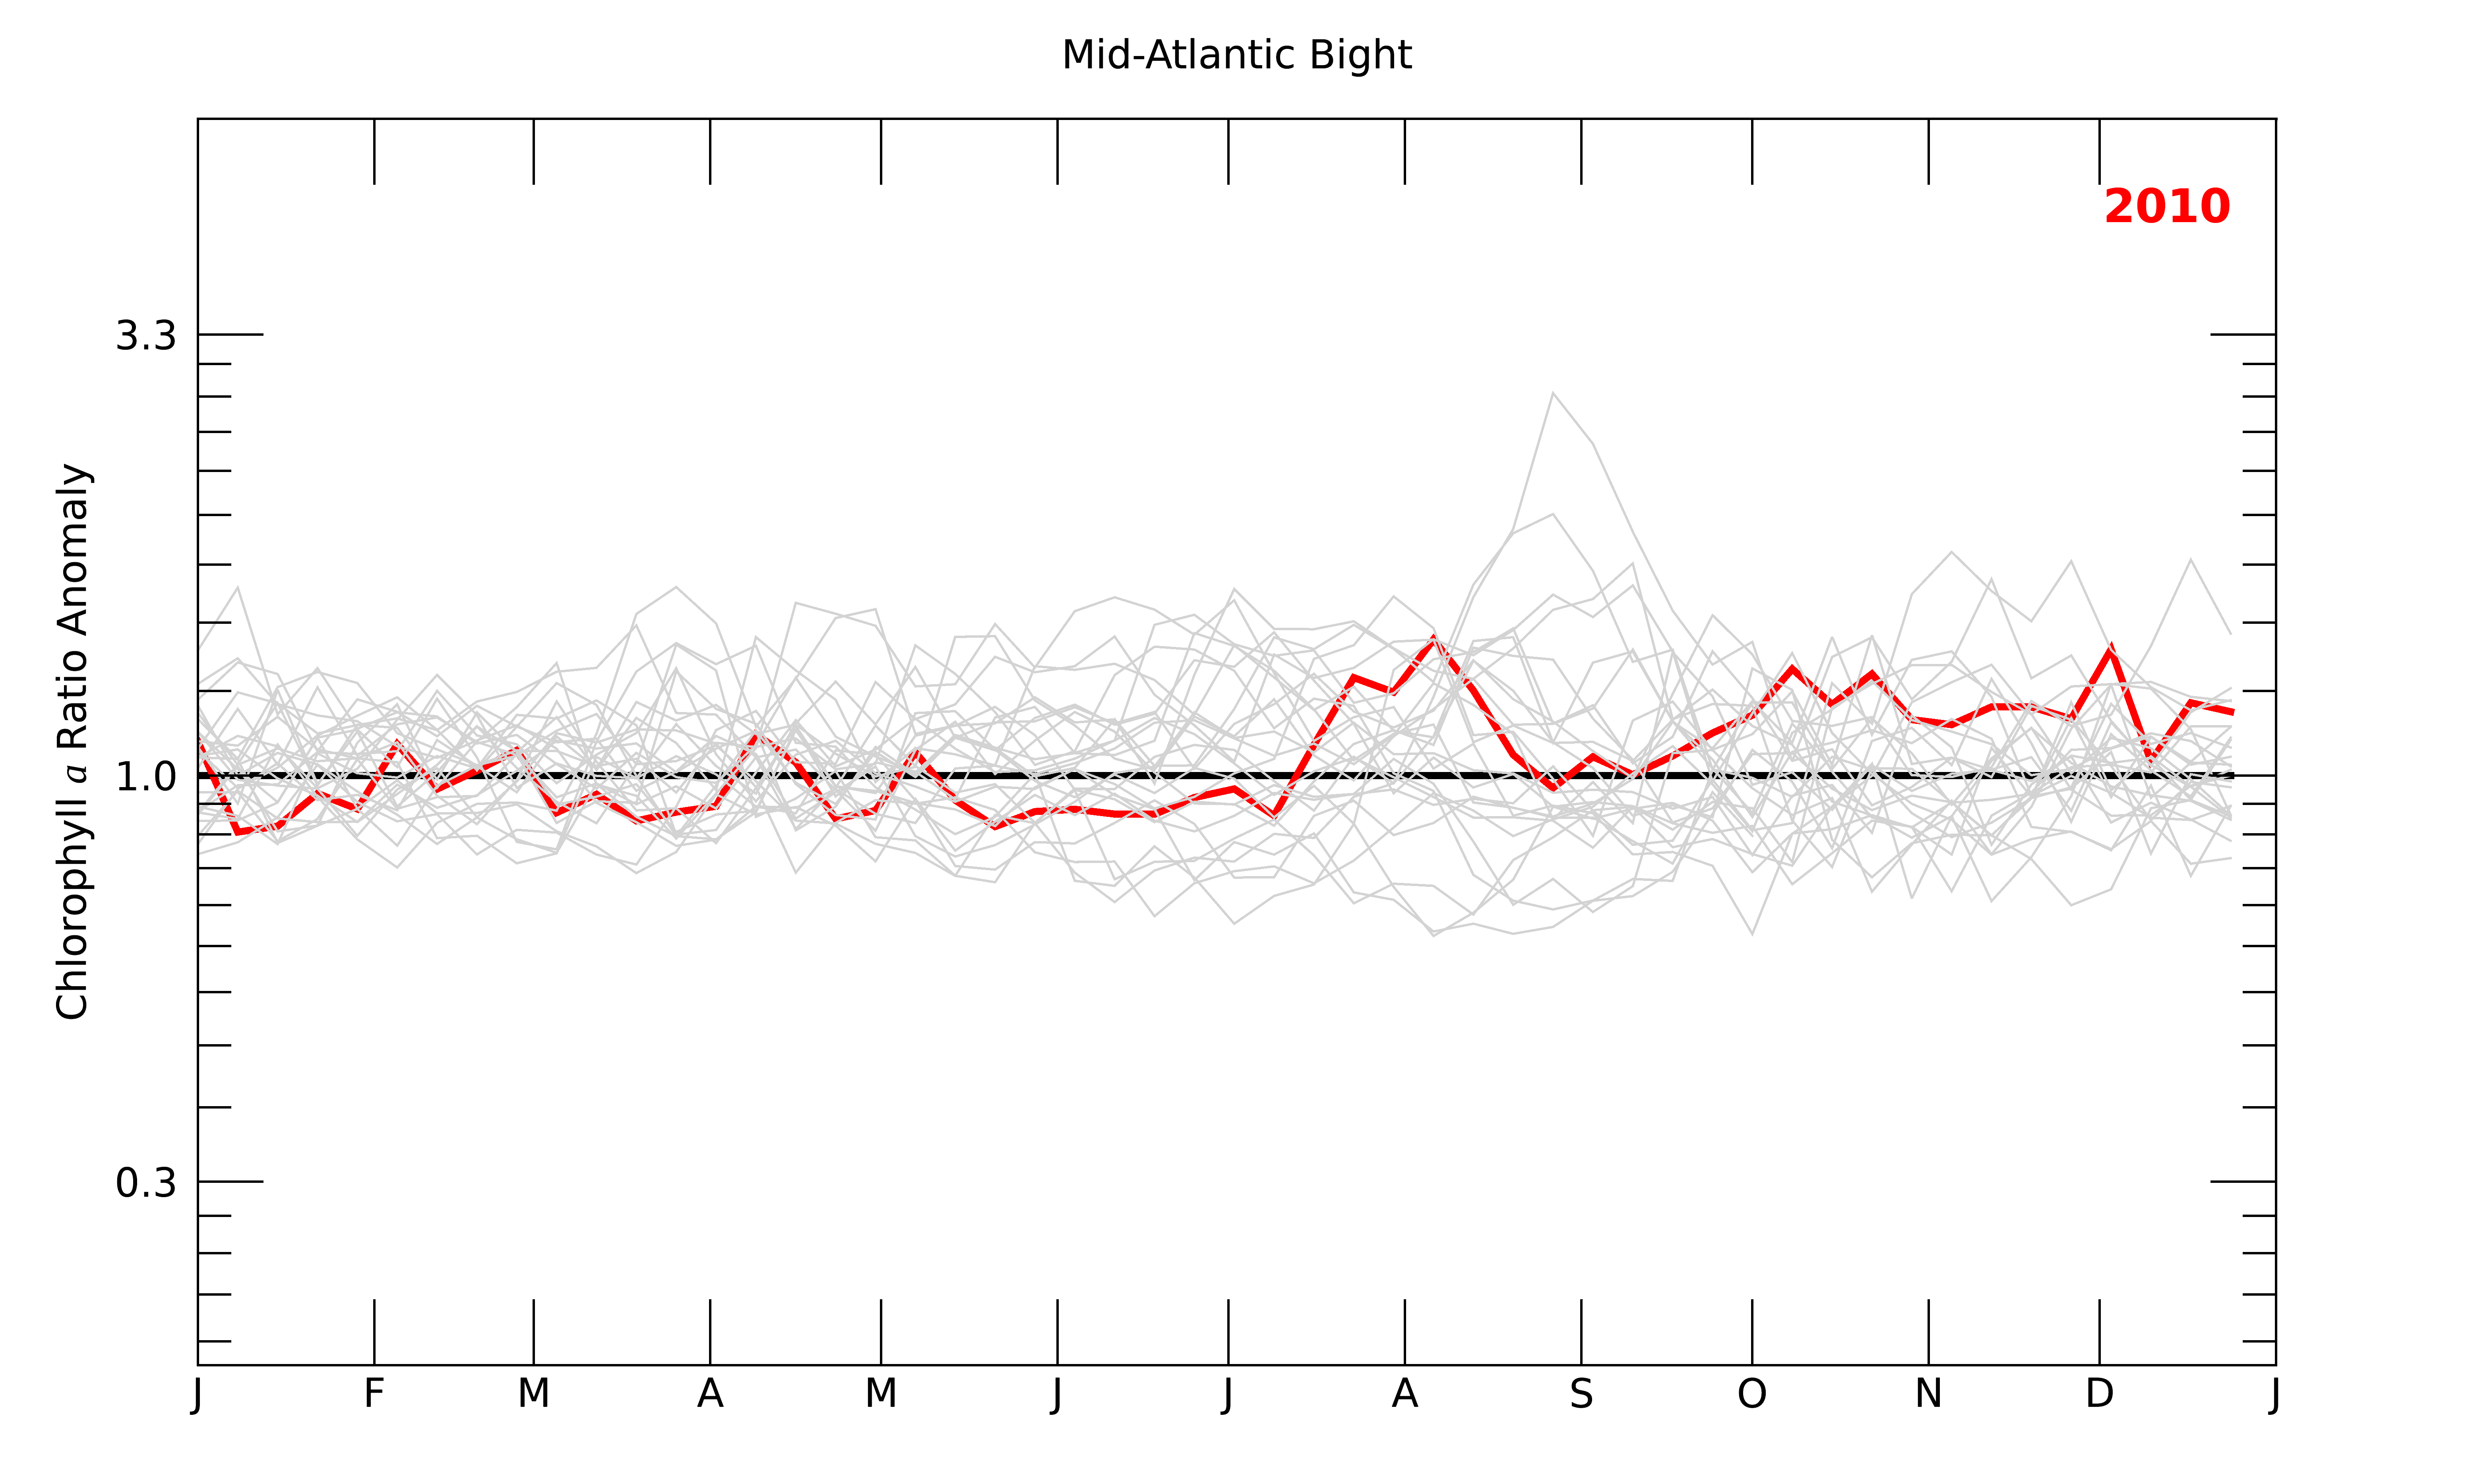 Mid-Atlantic Bight
2010
Chlorophyll a Ratio Anomaly
3.3
1.0
0.3
J F M A M J J A S O N D J